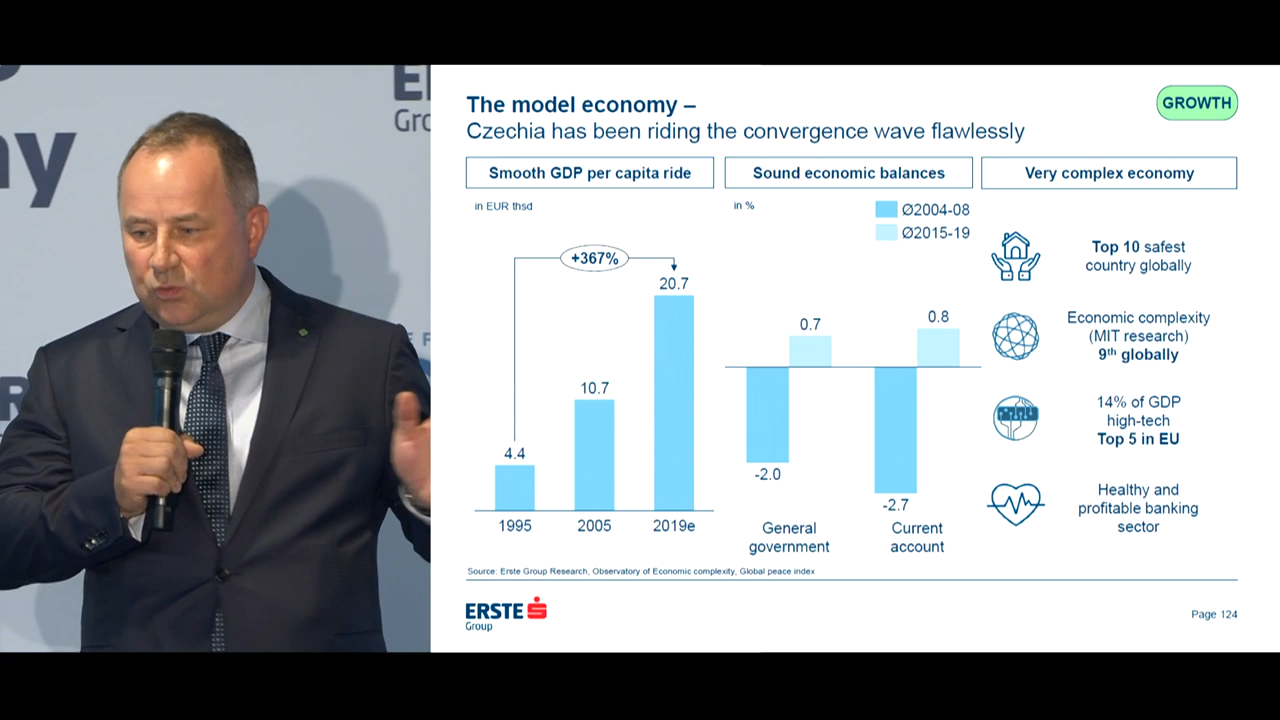 ER
Gro
ny
R
E F
The model economy –
Czechia has been riding the convergence wave flawlessly
GROWTH
Smooth GDP per capita ride
in EUR thsd
+367%
20.7
10.7
4.4
1995 2005 2019e
Sound economic balances
in %
Ø2004-08
Ø2015-19
0.7 0.8
-2.0
-2.7
General government
Current account
Very complex economy
Top 10 safest
country globally
Economic complexity
(MIT research)
9th globally
14% of GDP
high-tech
Top 5 in EU
Healthy and
profitable banking
sector
Source: Erste Group Research, Observatory of Economic complexity, Global peace index
ERSTE
Group
Page 124